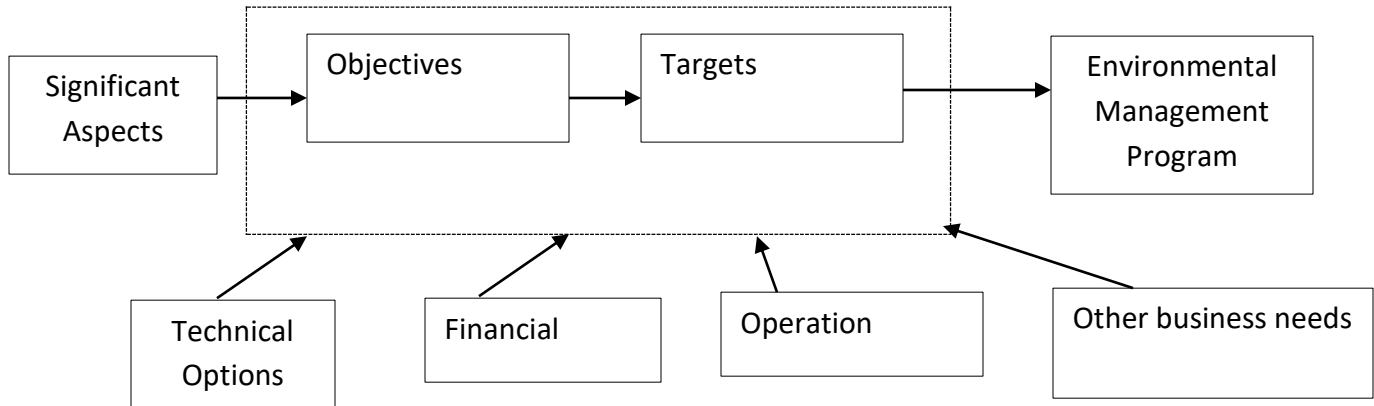 Significant
Aspects
Objectives
Targets
Environmental
Management
Program
Technical
Options
Financial
Operation
Other business needs